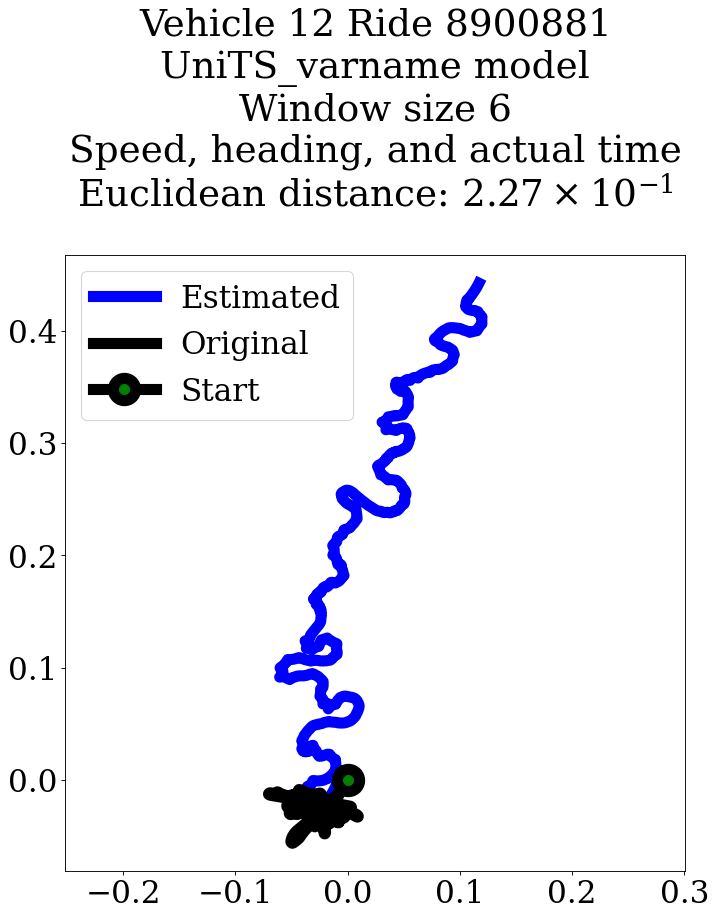 Vehicle 12 Ride 8900881
UniTS_varname model
Window size 6
Speed, heading, and actual time
Euclidean distance: 2.27 × 10⁻¹
Estimated
Original
Start
0.4
0.3
0.2
0.1
0.0
−0.2 −0.1 0.0 0.1 0.2 0.3